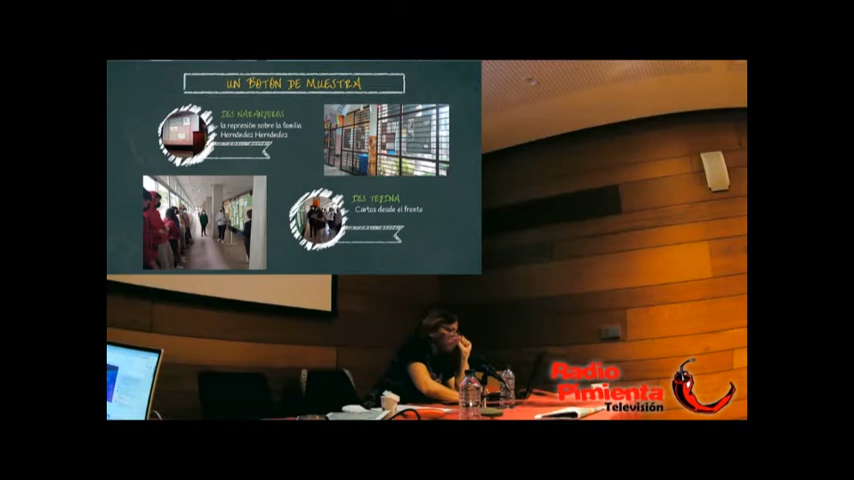 UN BOTÓN DE MUESTRA
IES NARANJEROS
la represión sobre la familia
Hernández Hernández
IES TEJINA
Cartas desde el frente
Radio
Pimienta
Televisión